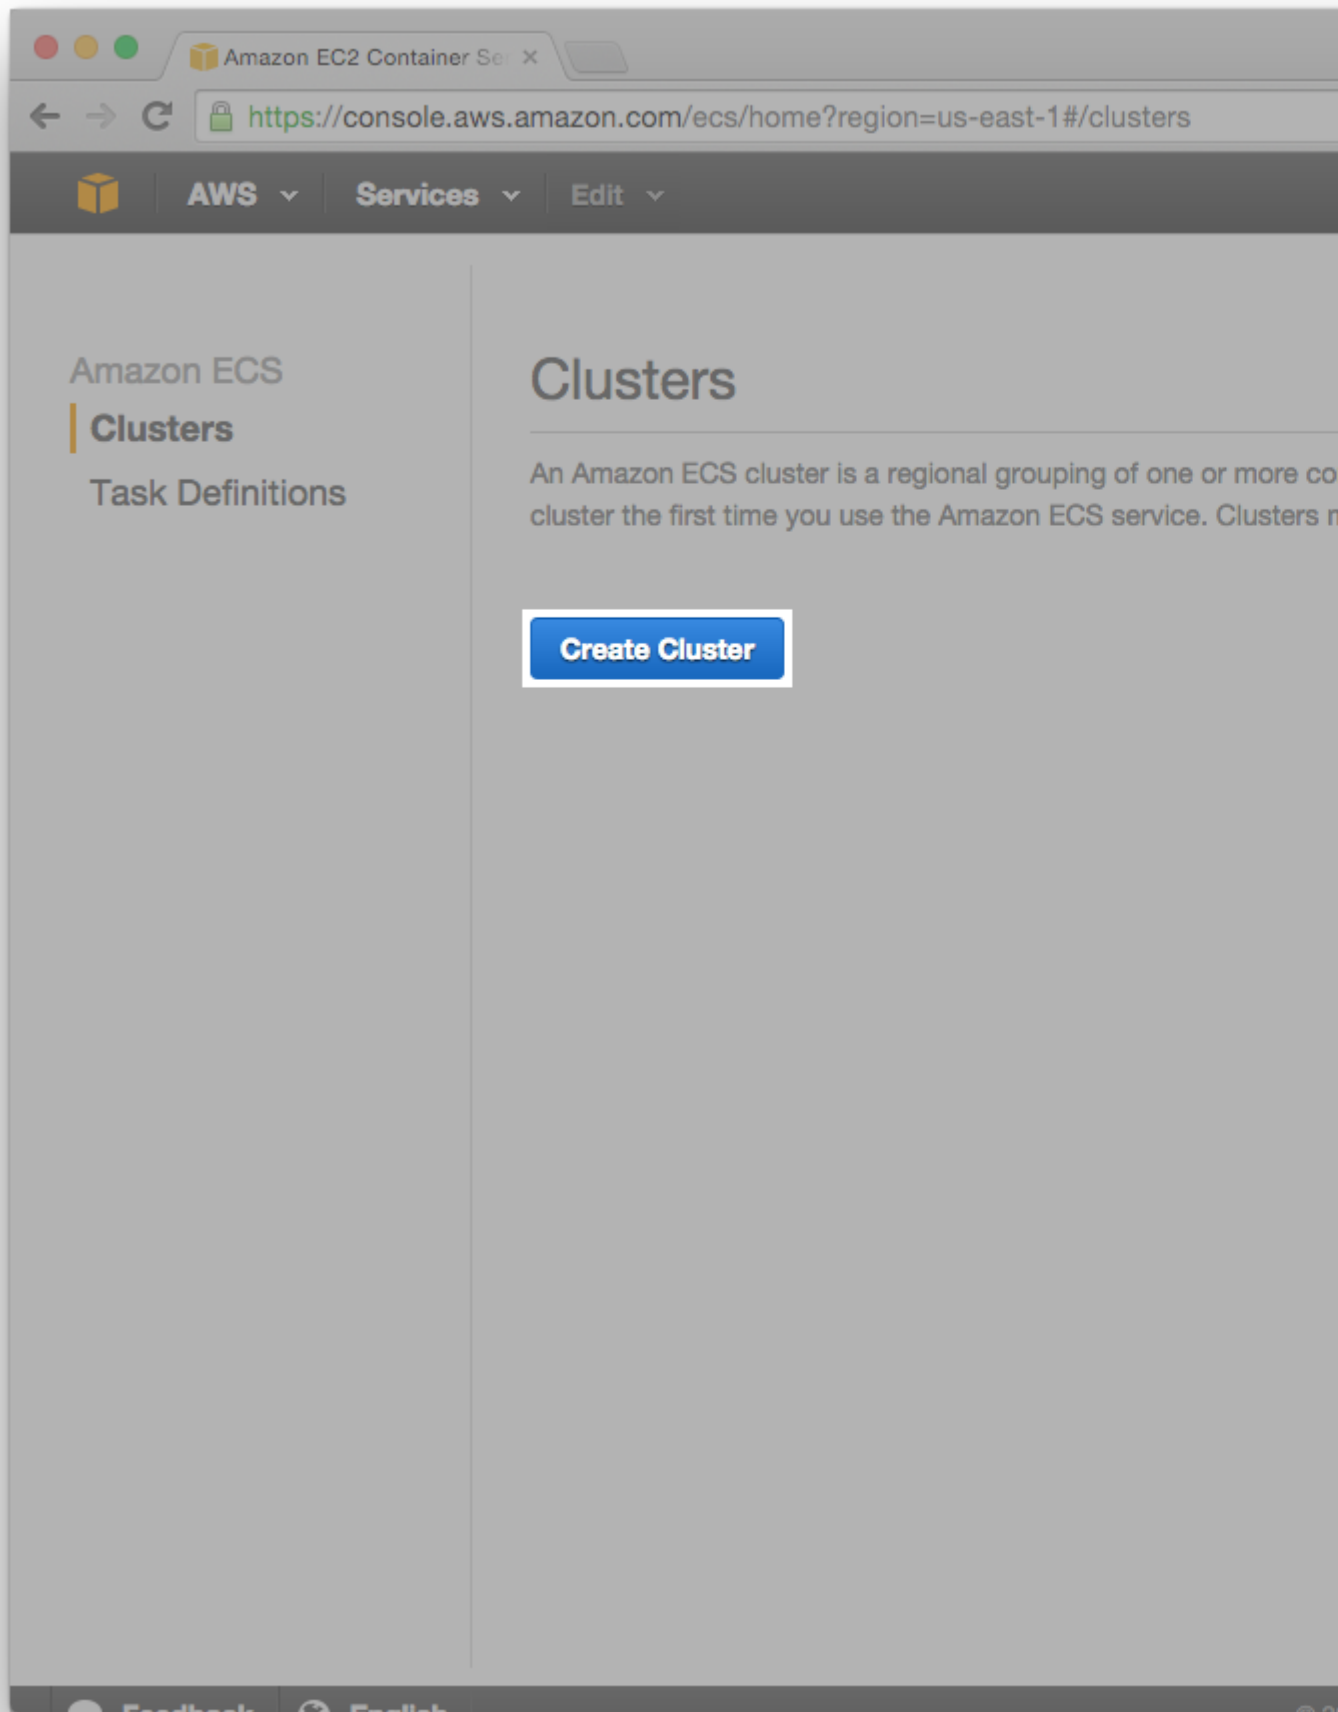 Amazon EC2 Container Se
https://console.aws.amazon.com/ecs/home?region=us-east-1#/clusters
AWS Services Edit
Amazon ECS
Clusters
Task Definitions
Clusters
An Amazon ECS cluster is a regional grouping of one or more co
cluster the first time you use the Amazon ECS service. Clusters
Create Cluster
Feedback English